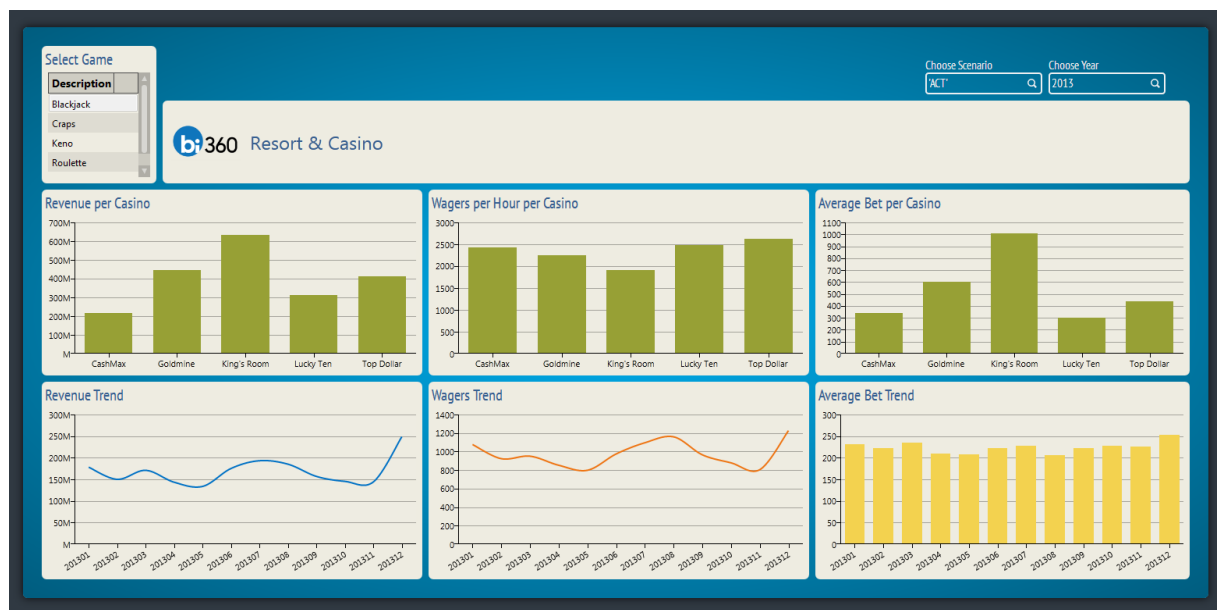 Select Game
Description
Blackjack
Craps
Keno
Roulette
Choose Scenario
'ACT'
Choose Year
2013
bi 360 Resort & Casino
Revenue per Casino
700M
600M
500M
400M
300M
200M
100M
M
CashMax Goldmine King's Room Lucky Ten Top Dollar
Wagers per Hour per Casino
3000
2500
2000
1500
1000
500
0
CashMax Goldmine King's Room Lucky Ten Top Dollar
Average Bet per Casino
1100
1000
900
800
700
600
500
400
300
200
100
0
CashMax Goldmine King's Room Lucky Ten Top Dollar
Revenue Trend
300M
250M
200M
150M
100M
50M
M
201301 201302 201303 201304 201305 201306 201307 201308 201309 201310 201311 201312
Wagers Trend
1400
1200
1000
800
600
400
200
0
201301 201302 201303 201304 201305 201306 201307 201308 201309 201310 201311 201312
Average Bet Trend
300
250
200
150
100
50
0
201301 201302 201303 201304 201305 201306 201307 201308 201309 201310 201311 201312